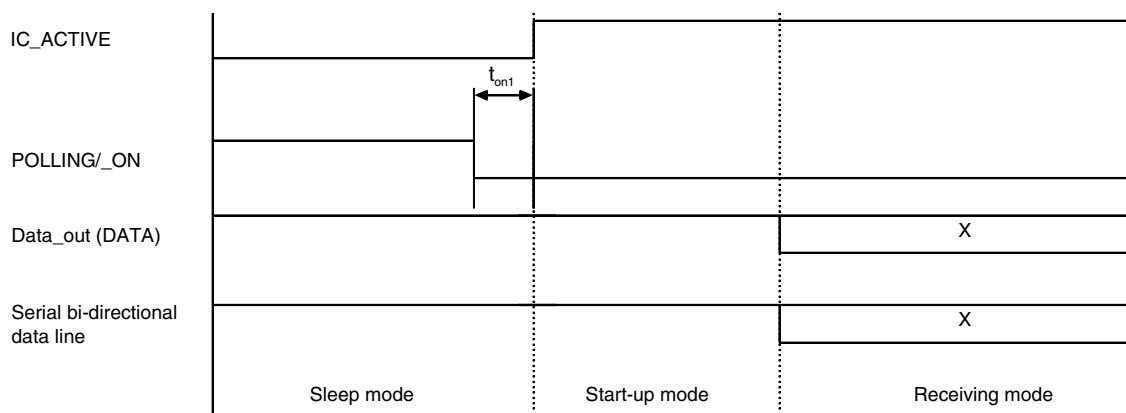 IC_ACTIVE
t_on1
POLLING/_ON
Data_out (DATA)
X
Serial bi-directional
data line
X
Sleep mode
Start-up mode
Receiving mode